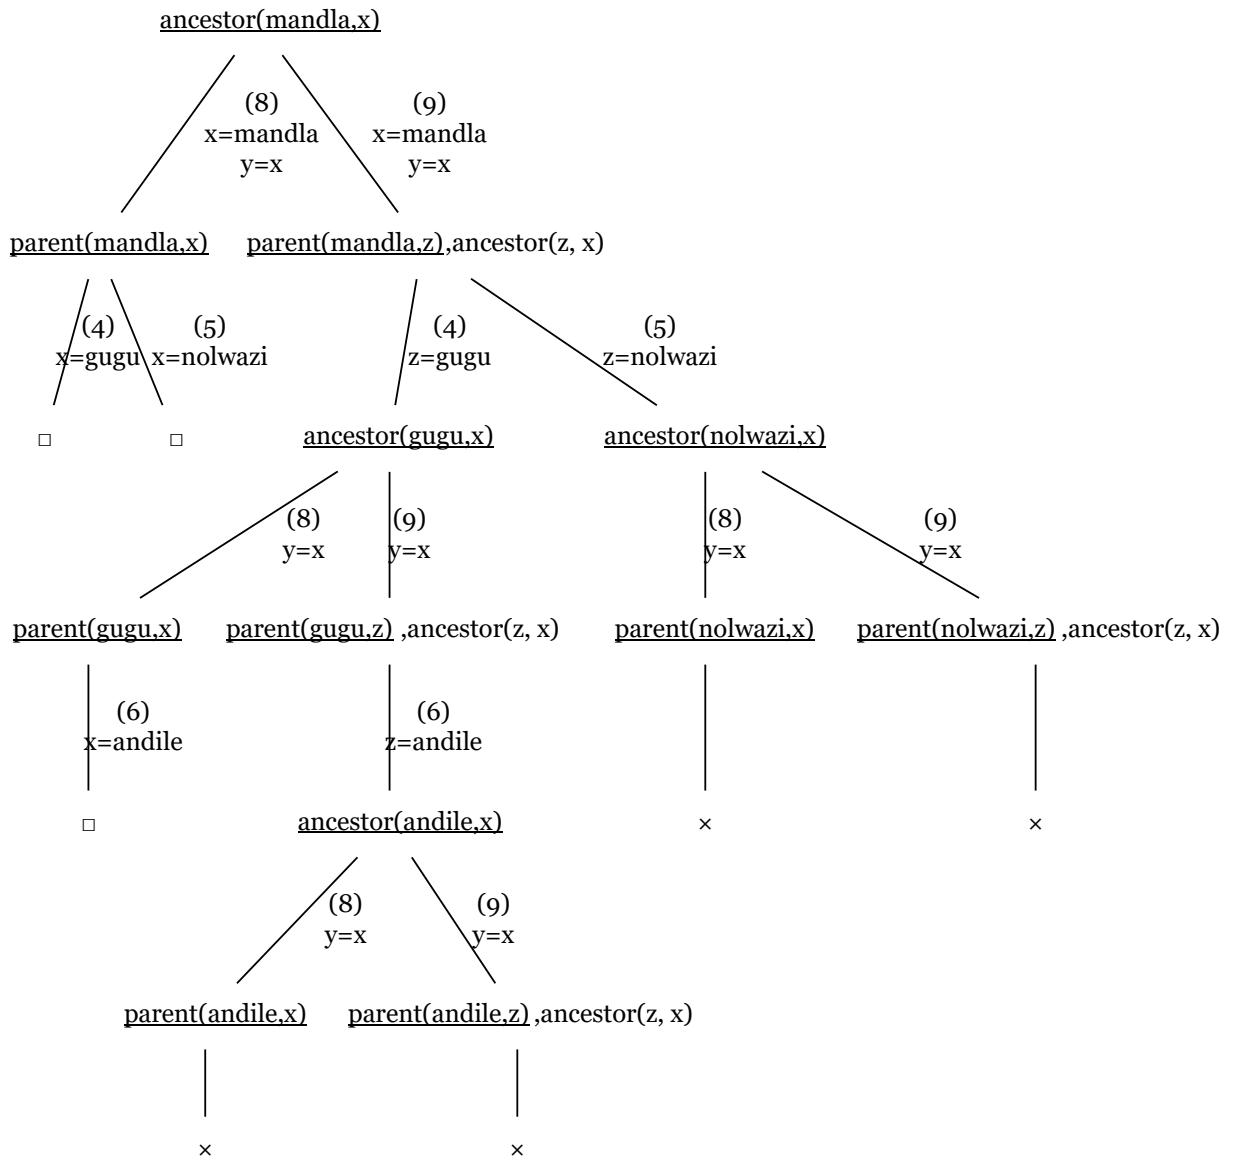 ancestor(mandla,x)
(8) (9)
x=mandla x=mandla
y=x y=x
parent(mandla,x) parent(mandla,z),ancestor(z, x)
(4) (5) (4) (5)
x=gugu x=nolwazi z=gugu z=nolwazi
□ □ ancestor(gugu,x) ancestor(nolwazi,x)
(8) (9) (8) (9)
y=x y=x y=x y=x
parent(gugu,x) parent(gugu,z) ,ancestor(z, x) parent(nolwazi,x) parent(nolwazi,z) ,ancestor(z, x)
(6) (6)
x=andile z=andile
□ ancestor(andile,x) × ×
(8) (9)
y=x y=x
parent(andile,x) parent(andile,z) ,ancestor(z, x)
× ×